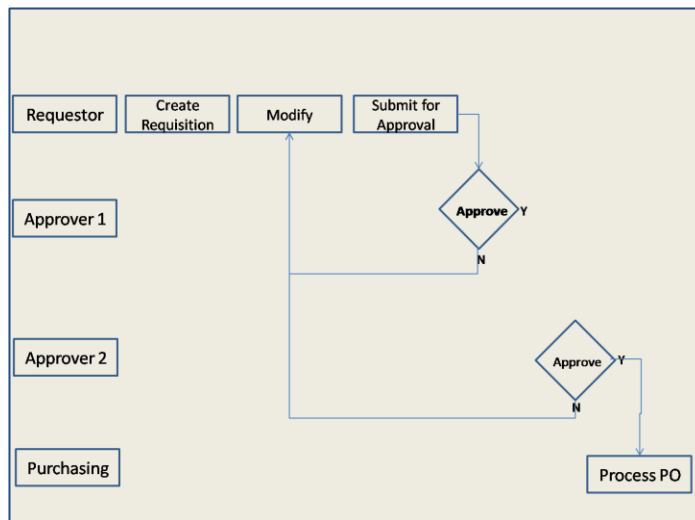 Requestor
Create
Requisition
Modify
Submit for
Approval
Approver 1
Approve
Y
N
Approver 2
Approve
Y
N
Purchasing
Process PO